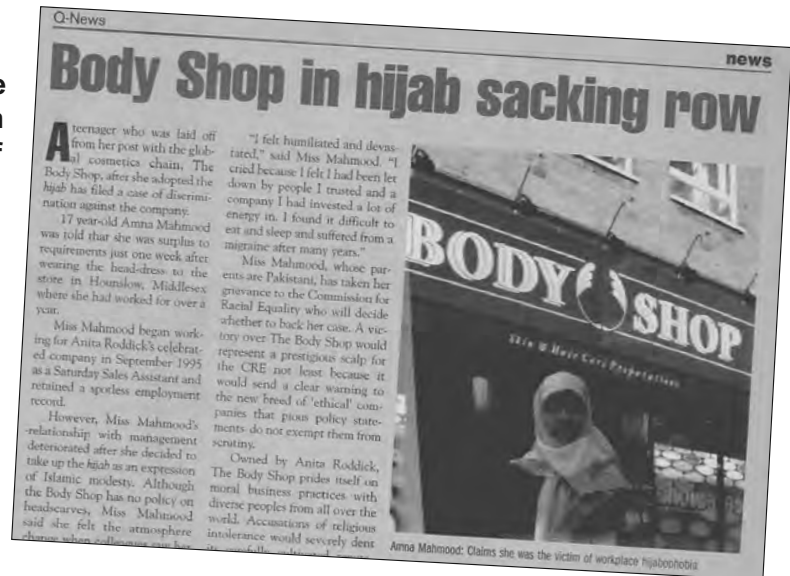 e
n
f
Q-News
news
Body Shop in hijab sacking row
A teenager who was laid off
from her post with the glob-
al cosmetics chain, The
Body Shop, after she adopted the
hijab has filed a case of discrimi-
nation against the company.
17 year-old Amna Mahmood
was told that she was surplus to
requirements just one week after
wearing the head-dress to the
store in Hounslow, Middlesex
where she had worked for over a
year.
Miss Mahmood began work-
ing for Anita Roddick's celebrat-
ed company in September 1995
as a Saturday Sales Assistant and
retained a spotless employment
record.
However, Miss Mahmood's
relationship with management
deteriorated after she decided to
take up the hijab as an expression
of Islamic modesty. Although
the Body Shop has no policy on
headscarves, Miss Mahmood
said she felt the atmosphere
change when colleagues saw her
"I felt humiliated and devas-
tated," said Miss Mahmood. "I
cried because I felt I had been let
down by people I trusted and a
company I had invested a lot of
energy in. I found it difficult to
eat and sleep and suffered from a
migraine after many years."
Miss Mahmood, whose par-
ents are Pakistani, has taken her
grievance to the Commission for
Racial Equality who will decide
whether to back her case. A vic-
tory over The Body Shop would
represent a prestigious scalp for
the CRE not least because it
would send a clear warning to
the new breed of 'ethical' com-
panies that pious policy state-
ments do not exempt them from
scrutiny.
Owned by Anita Roddick,
The Body Shop prides itself on
moral business practices with
diverse peoples from all over the
world. Accusations of religious
intolerance would severely dent
its carefully cultivated
BODY SHOP
Skin & Hair Care Preparations
Amna Mahmood: Claims she was the victim of workplace hijabophobia